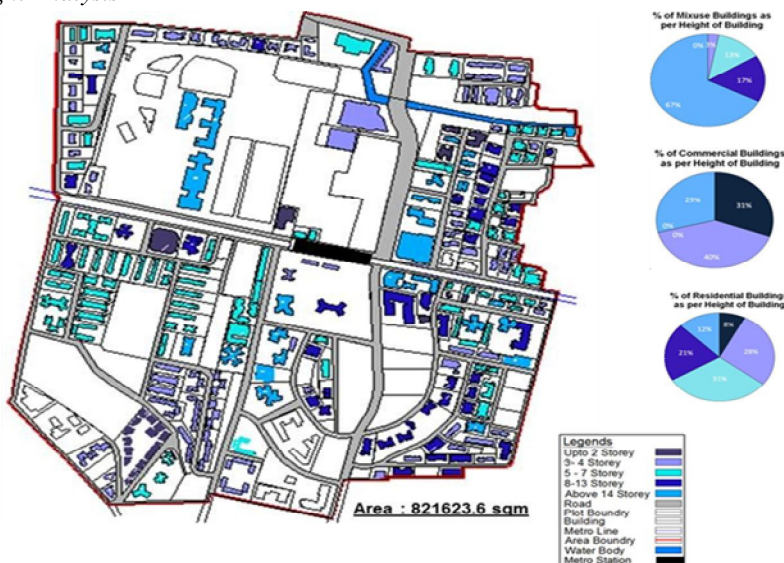 % of Mixuse Buildings as
per Height of Building
0%
3%
13%
17%
67%
% of Commercial Buildings
as per Height of Building
29%
31%
0%
0%
40%
% of Residential Buildings
as per Height of Building
12%
8%
21%
28%
31%
Area : 821623.6 sqm
Legends
Upto 2 Storey
3- 4 Storey
5 - 7 Storey
8-13 Storey
Above 14 Storey
Road
Plot Boundry
Building
Metro Line
Area Boundry
Water Body
Metro Station